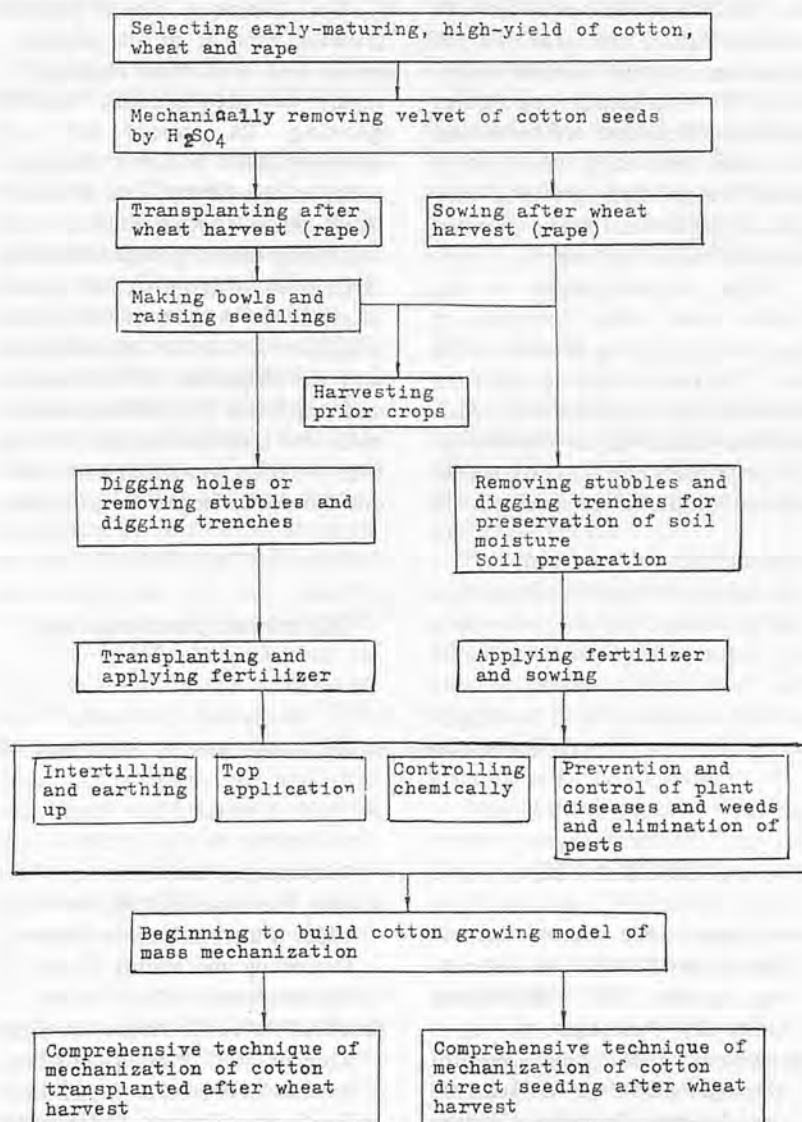 Selecting early-maturing, high-yield of cotton,
wheat and rape
Mechanically removing velvet of cotton seeds
by H2SO4
Transplanting after
wheat harvest (rape)
Sowing after wheat
harvest (rape)
Making bowls and
raising seedlings
Harvesting
prior crops
Digging holes or
removing stubbles and
digging trenches
Removing stubbles and
digging trenches for
preservation of soil
moisture
Soil preparation
Transplanting and
applying fertilizer
Applying fertilizer
and sowing
Intertilling
and earthing
up
Top
application
Controlling
chemically
Prevention and
control of plant
diseases and weeds
and elimination of
pests
Beginning to build cotton growing model of
mass mechanization
Comprehensive technique of
mechanization of cotton
transplanted after wheat
harvest
Comprehesive technique of
mechanization of cotton
direct seeding after wheat
harvest